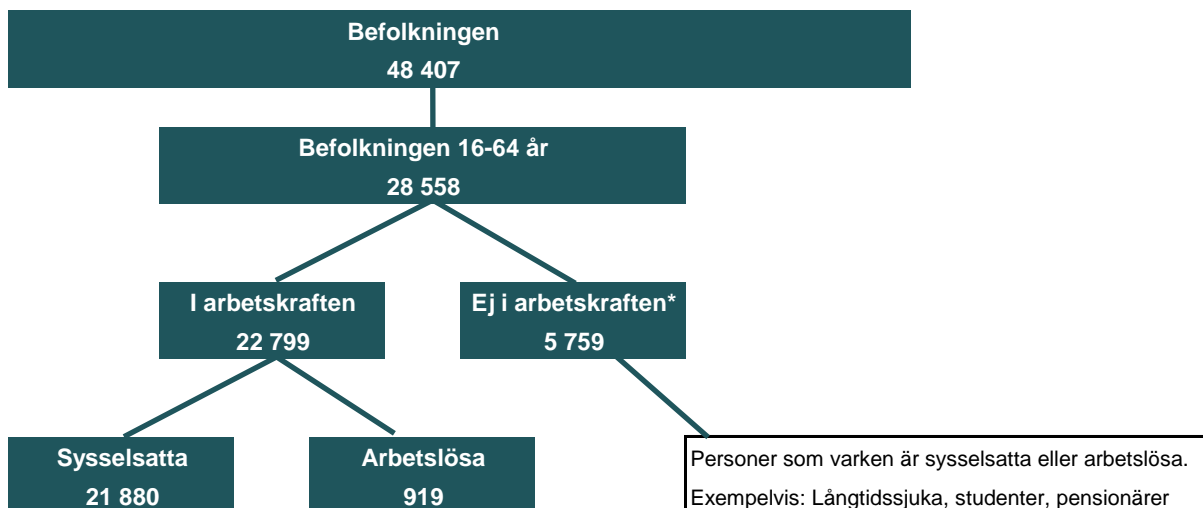 Befolkningen
48 407
Befolkningen 16-64 år
28 558
I arbetskraften
22 799
Ej i arbetskraften*
5 759
Sysselsatta
21 880
Arbetslösa
919
Personer som varken är sysselsatta eller arbetslösa.
Exempelvis: Långtidssjuka, studenter, pensionärer